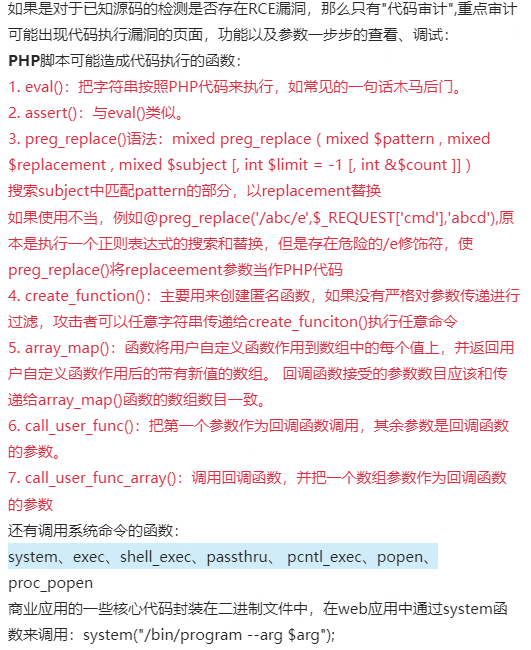 如果是对于已知源码的检测是否存在RCE漏洞，那么只有"代码审计",重点审计
可能出现代码执行漏洞的页面，功能以及参数一步步的查看、调试：
PHP脚本可能造成代码执行的函数：
1. eval()：把字符串按照PHP代码来执行，如常见的一句话木马后门。
2. assert()：与eval()类似。
3. preg_replace()语法：mixed preg_replace ( mixed $pattern , mixed
$replacement , mixed $subject [, int $limit = -1 [, int &$count ]] )
搜索subject中匹配pattern的部分，以replacement替换
如果使用不当，例如@preg_replace('/abc/e',$_REQUEST['cmd'],'abcd'),原
本是执行一个正则表达式的搜索和替换，但是存在危险的/e修饰符，使
preg_replace()将replaceement参数当作PHP代码
4. create_function()：主要用来创建匿名函数，如果没有严格对参数传递进行
过滤，攻击者可以任意字符串传递给create_funciton()执行任意命令
5. array_map()：函数将用户自定义函数作用到数组中的每个值上，并返回用
户自定义函数作用后的带有新值的数组。 回调函数接受的参数数目应该和传
递给array_map()函数的数组数目一致。
6. call_user_func()：把第一个参数作为回调函数调用，其余参数是回调函数
的参数。
7. call_user_func_array()：调用回调函数，并把一个数组参数作为回调函数
的参数
还有调用系统命令的函数：
system、exec、shell_exec、passthru、 pcntl_exec、popen、
proc_popen
商业应用的一些核心代码封装在二进制文件中，在web应用中通过system函
数来调用：system("/bin/program --arg $arg");